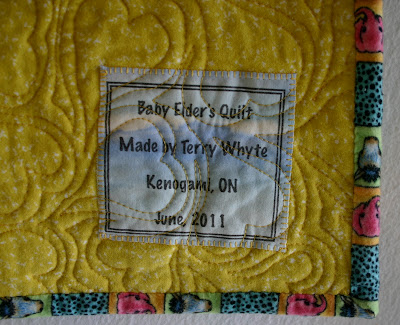 Baby Elder's Quilt
Made by Terry Whyte
Kenogami, ON
June, 2011